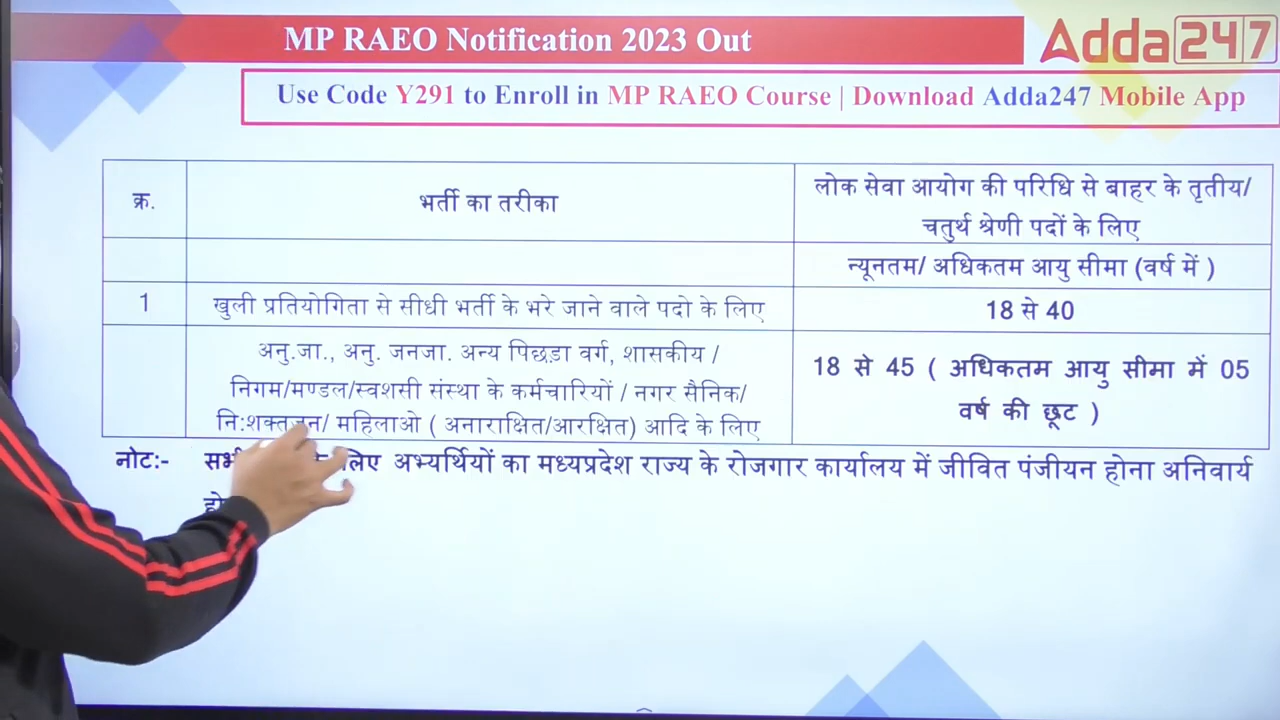 MP RAEO Notification 2023 Out
Adda247
Use Code Y291 to Enroll in MP RAEO Course | Download Adda247 Mobile App
क्र.
भर्ती का तरीका
लोक सेवा आयोग की परिधि से बाहर के तृतीय/
चतुर्थ श्रेणी पदों के लिए
न्यूनतम/ अधिकतम आयु सीमा (वर्ष में )
1
खुली प्रतियोगिता से सीधी भर्ती के भरे जाने वाले पदो के लिए
18 से 40
अनु.जा., अनु. जनजा. अन्य पिछड़ा वर्ग, शासकीय /
निगम/मण्डल/स्वशसी संस्था के कर्मचारियों / नगर सैनिक/
नि:शक्तजन/ महिलाओ ( अनाराक्षित/आरक्षित) आदि के लिए
18 से 45 ( अधिकतम आयु सीमा में 05
वर्ष की छूट )
नोट:- लिए अभ्यर्थियों का मध्यप्रदेश राज्य के रोजगार कार्यालय में जीवित पंजीयन होना अनिवार्य